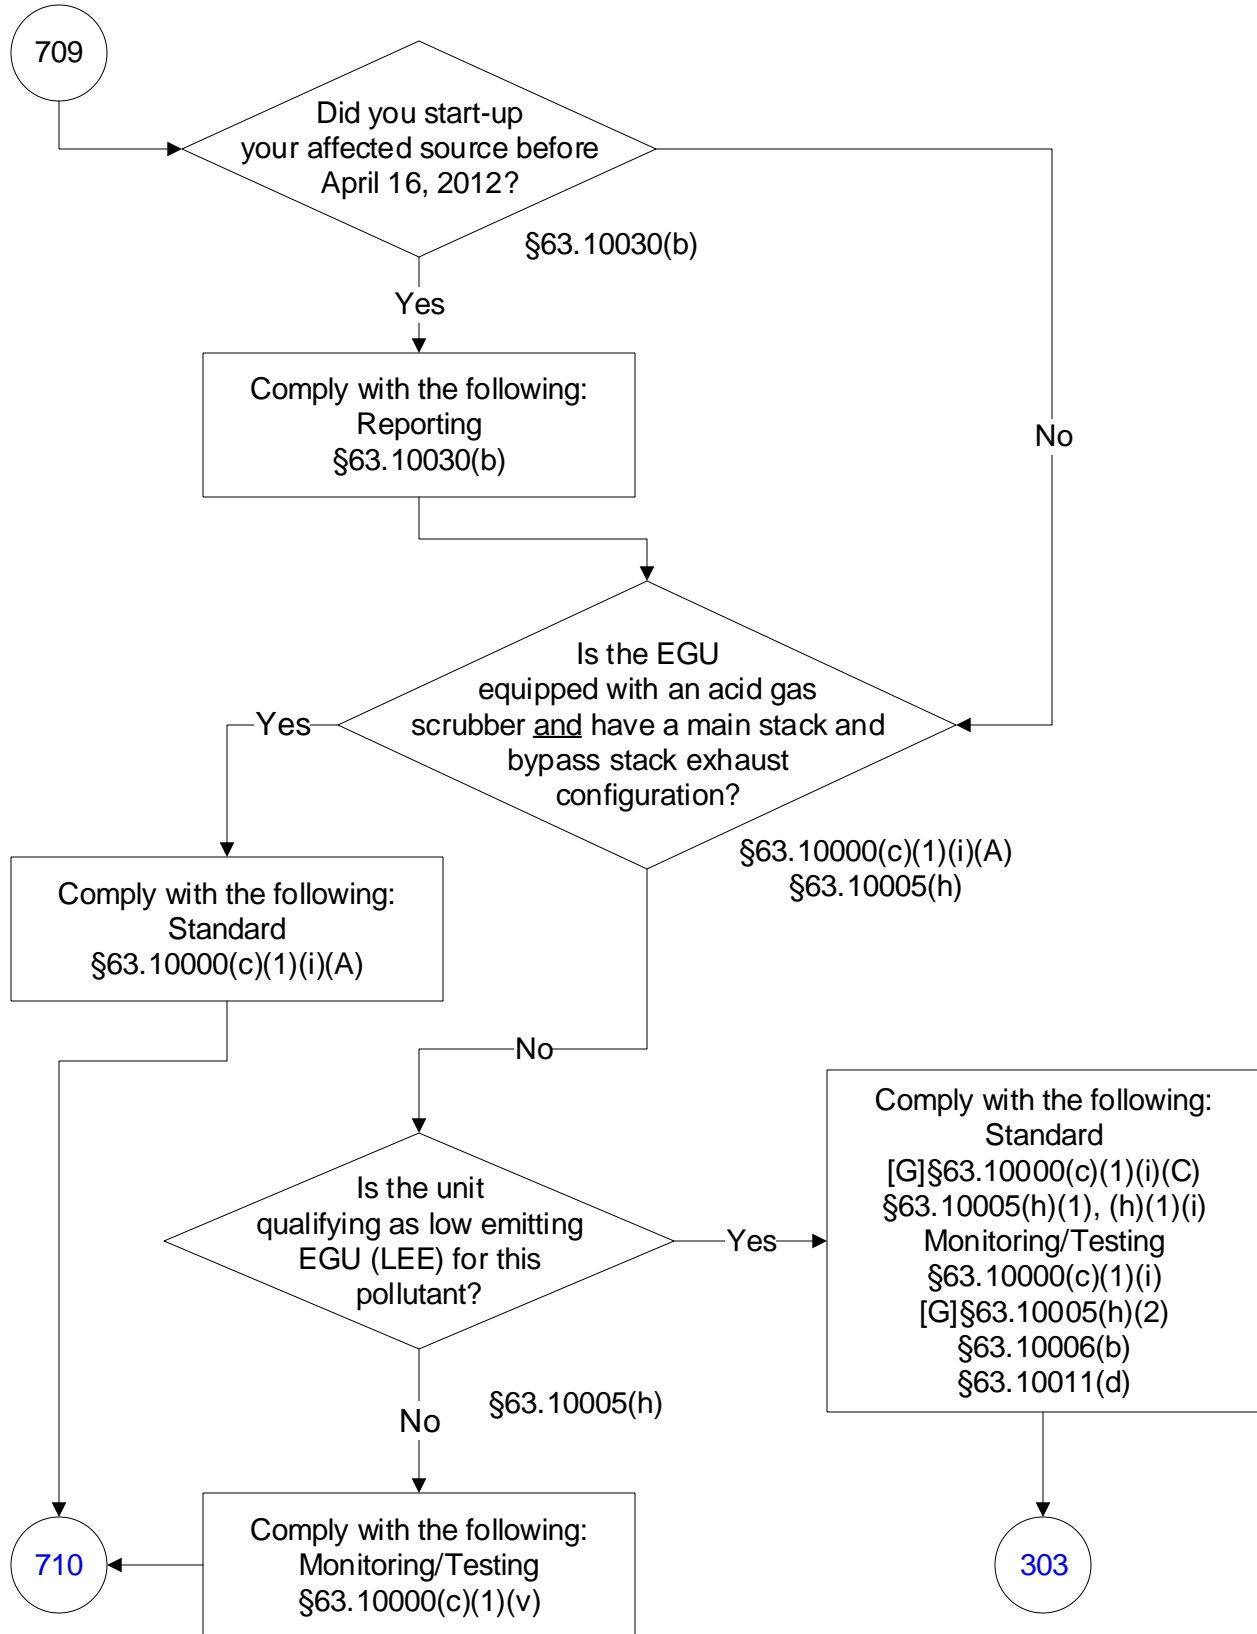 709
Did you start-up
your affected source before
April 16, 2012?
§63.10030(b)
Yes
No
Comply with the following:
Reporting
§63.10030(b)
Is the EGU
equipped with an acid gas
scrubber and have a main stack and
bypass stack exhaust
configuration?
Yes
§63.10000(c)(1)(i)(A)
§63.10005(h)
Comply with the following:
Standard
§63.10000(c)(1)(i)(A)
No
Is the unit
qualifying as low emitting
EGU (LEE) for this
pollutant?
Yes
Comply with the following:
Standard
[G]§63.10000(c)(1)(i)(C)
§63.10005(h)(1), (h)(1)(i)
Monitoring/Testing
§63.10000(c)(1)(i)
[G]§63.10005(h)(2)
§63.10006(b)
§63.10011(d)
§63.10005(h)
No
Comply with the following:
Monitoring/Testing
§63.10000(c)(1)(v)
710
303